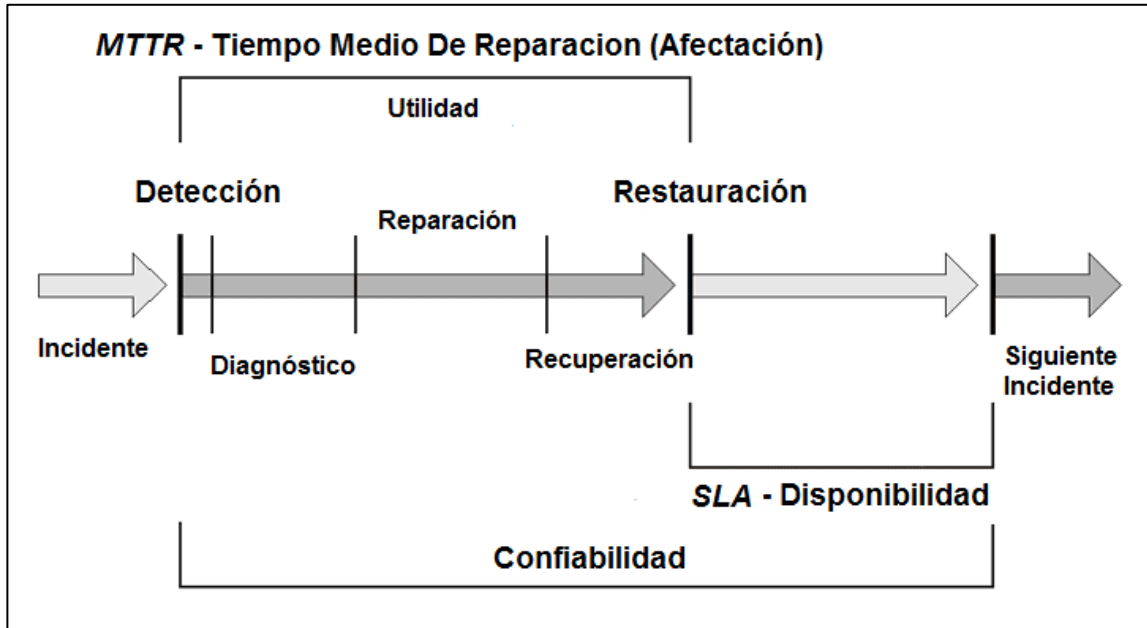 MTTR - Tiempo Medio De Reparacion (Afectación)
Utilidad
Detección
Restauración
Reparación
Incidente
Diagnóstico
Recuperación
Siguiente
Incidente
SLA - Disponibilidad
Confiabilidad